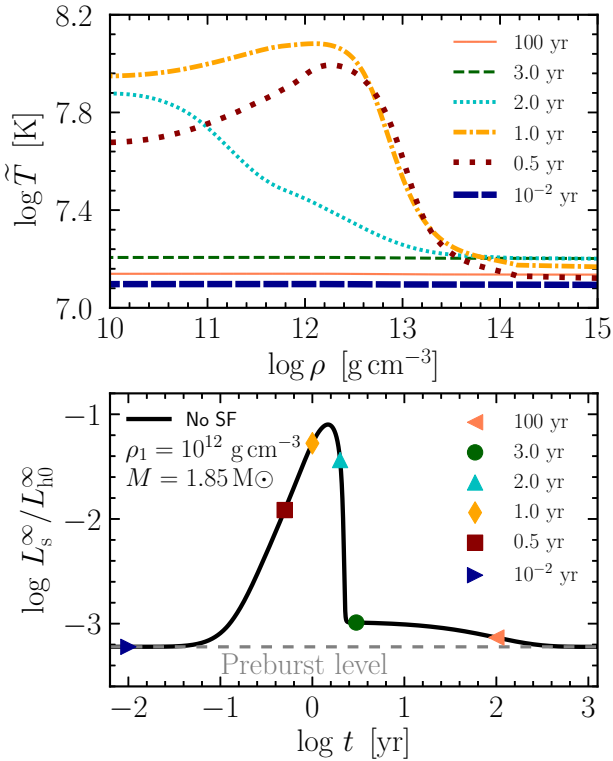 8.2
7.8
7.4
7.0
log T̃ [K]
100 yr
3.0 yr
2.0 yr
1.0 yr
0.5 yr
10⁻² yr
10 11 12 13 14 15
log ρ [g cm⁻³]
−1
−2
−3
log L_s^∞/L_h0^∞
No SF
ρ₁ = 10¹² g cm⁻³
M = 1.85 M⊙
100 yr
3.0 yr
2.0 yr
1.0 yr
0.5 yr
10⁻² yr
Preburst level
−2 −1 0 1 2 3
log t [yr]